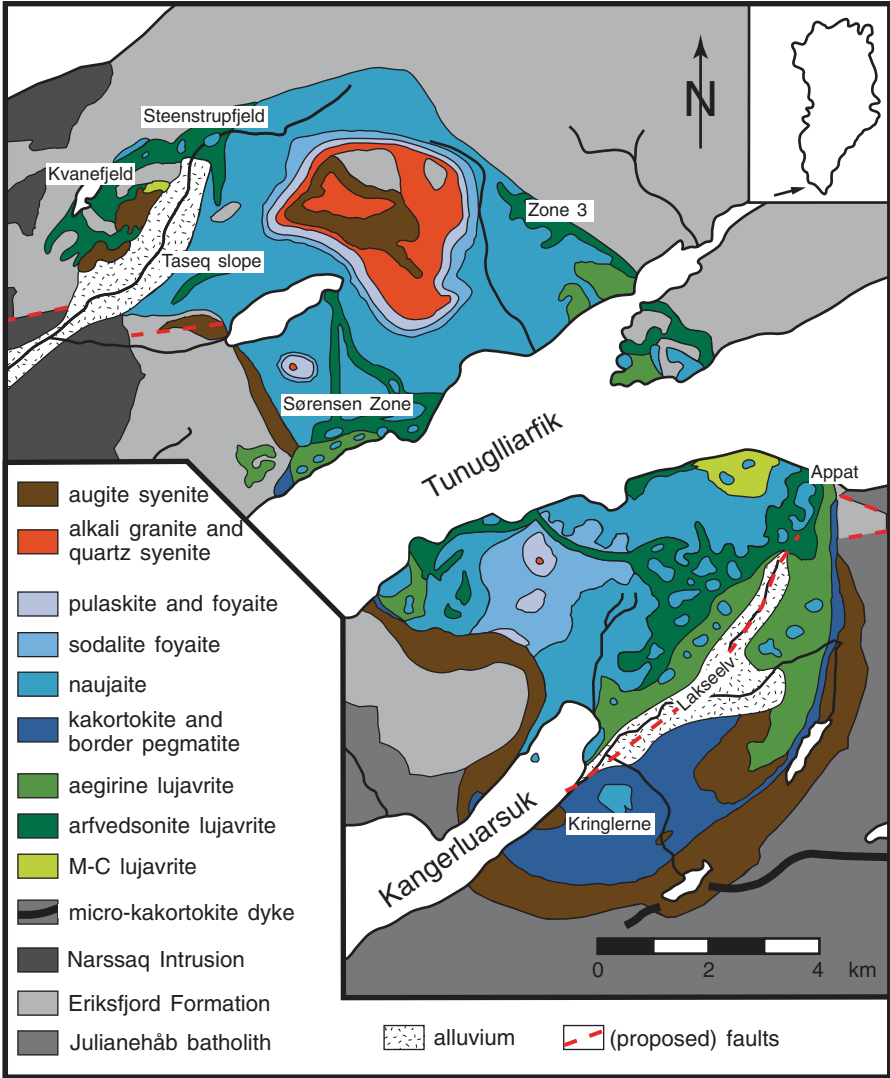 Steenstrupfjeld
N
Kvanefjeld
Zone 3
Taseq slope
Sørensen Zone
Tunuglliarfik
Appat
augite syenite
alkali granite and
quartz syenite
pulaskite and foyaite
sodalite foyaite
naujaite
kakortokite and
border pegmatite
aegirine lujavrite
arfvedsonite lujavrite
M-C lujavrite
micro-kakortokite dyke
Narssaq Intrusion
Eriksfjord Formation
Julianehåb batholith
Lakseelv
Kringlerne
Kangerluarsuk
0 2 4 km
alluvium
(proposed) faults